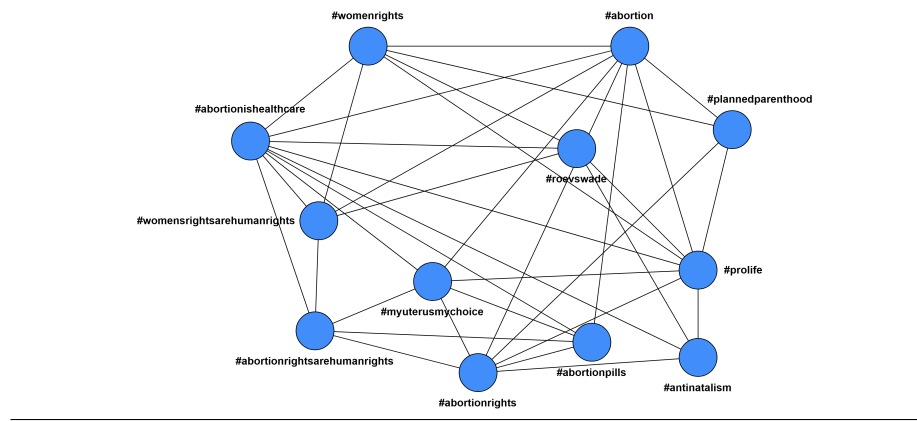 #womenrights
#abortion
#plannedparenthood
#abortionishealthcare
#roevswade
#womensrightsarehumanrights
#prolife
#myuterusmychoice
#abortionrightsarehumanrights
#abortionpills
#antinatalism
#abortionrights